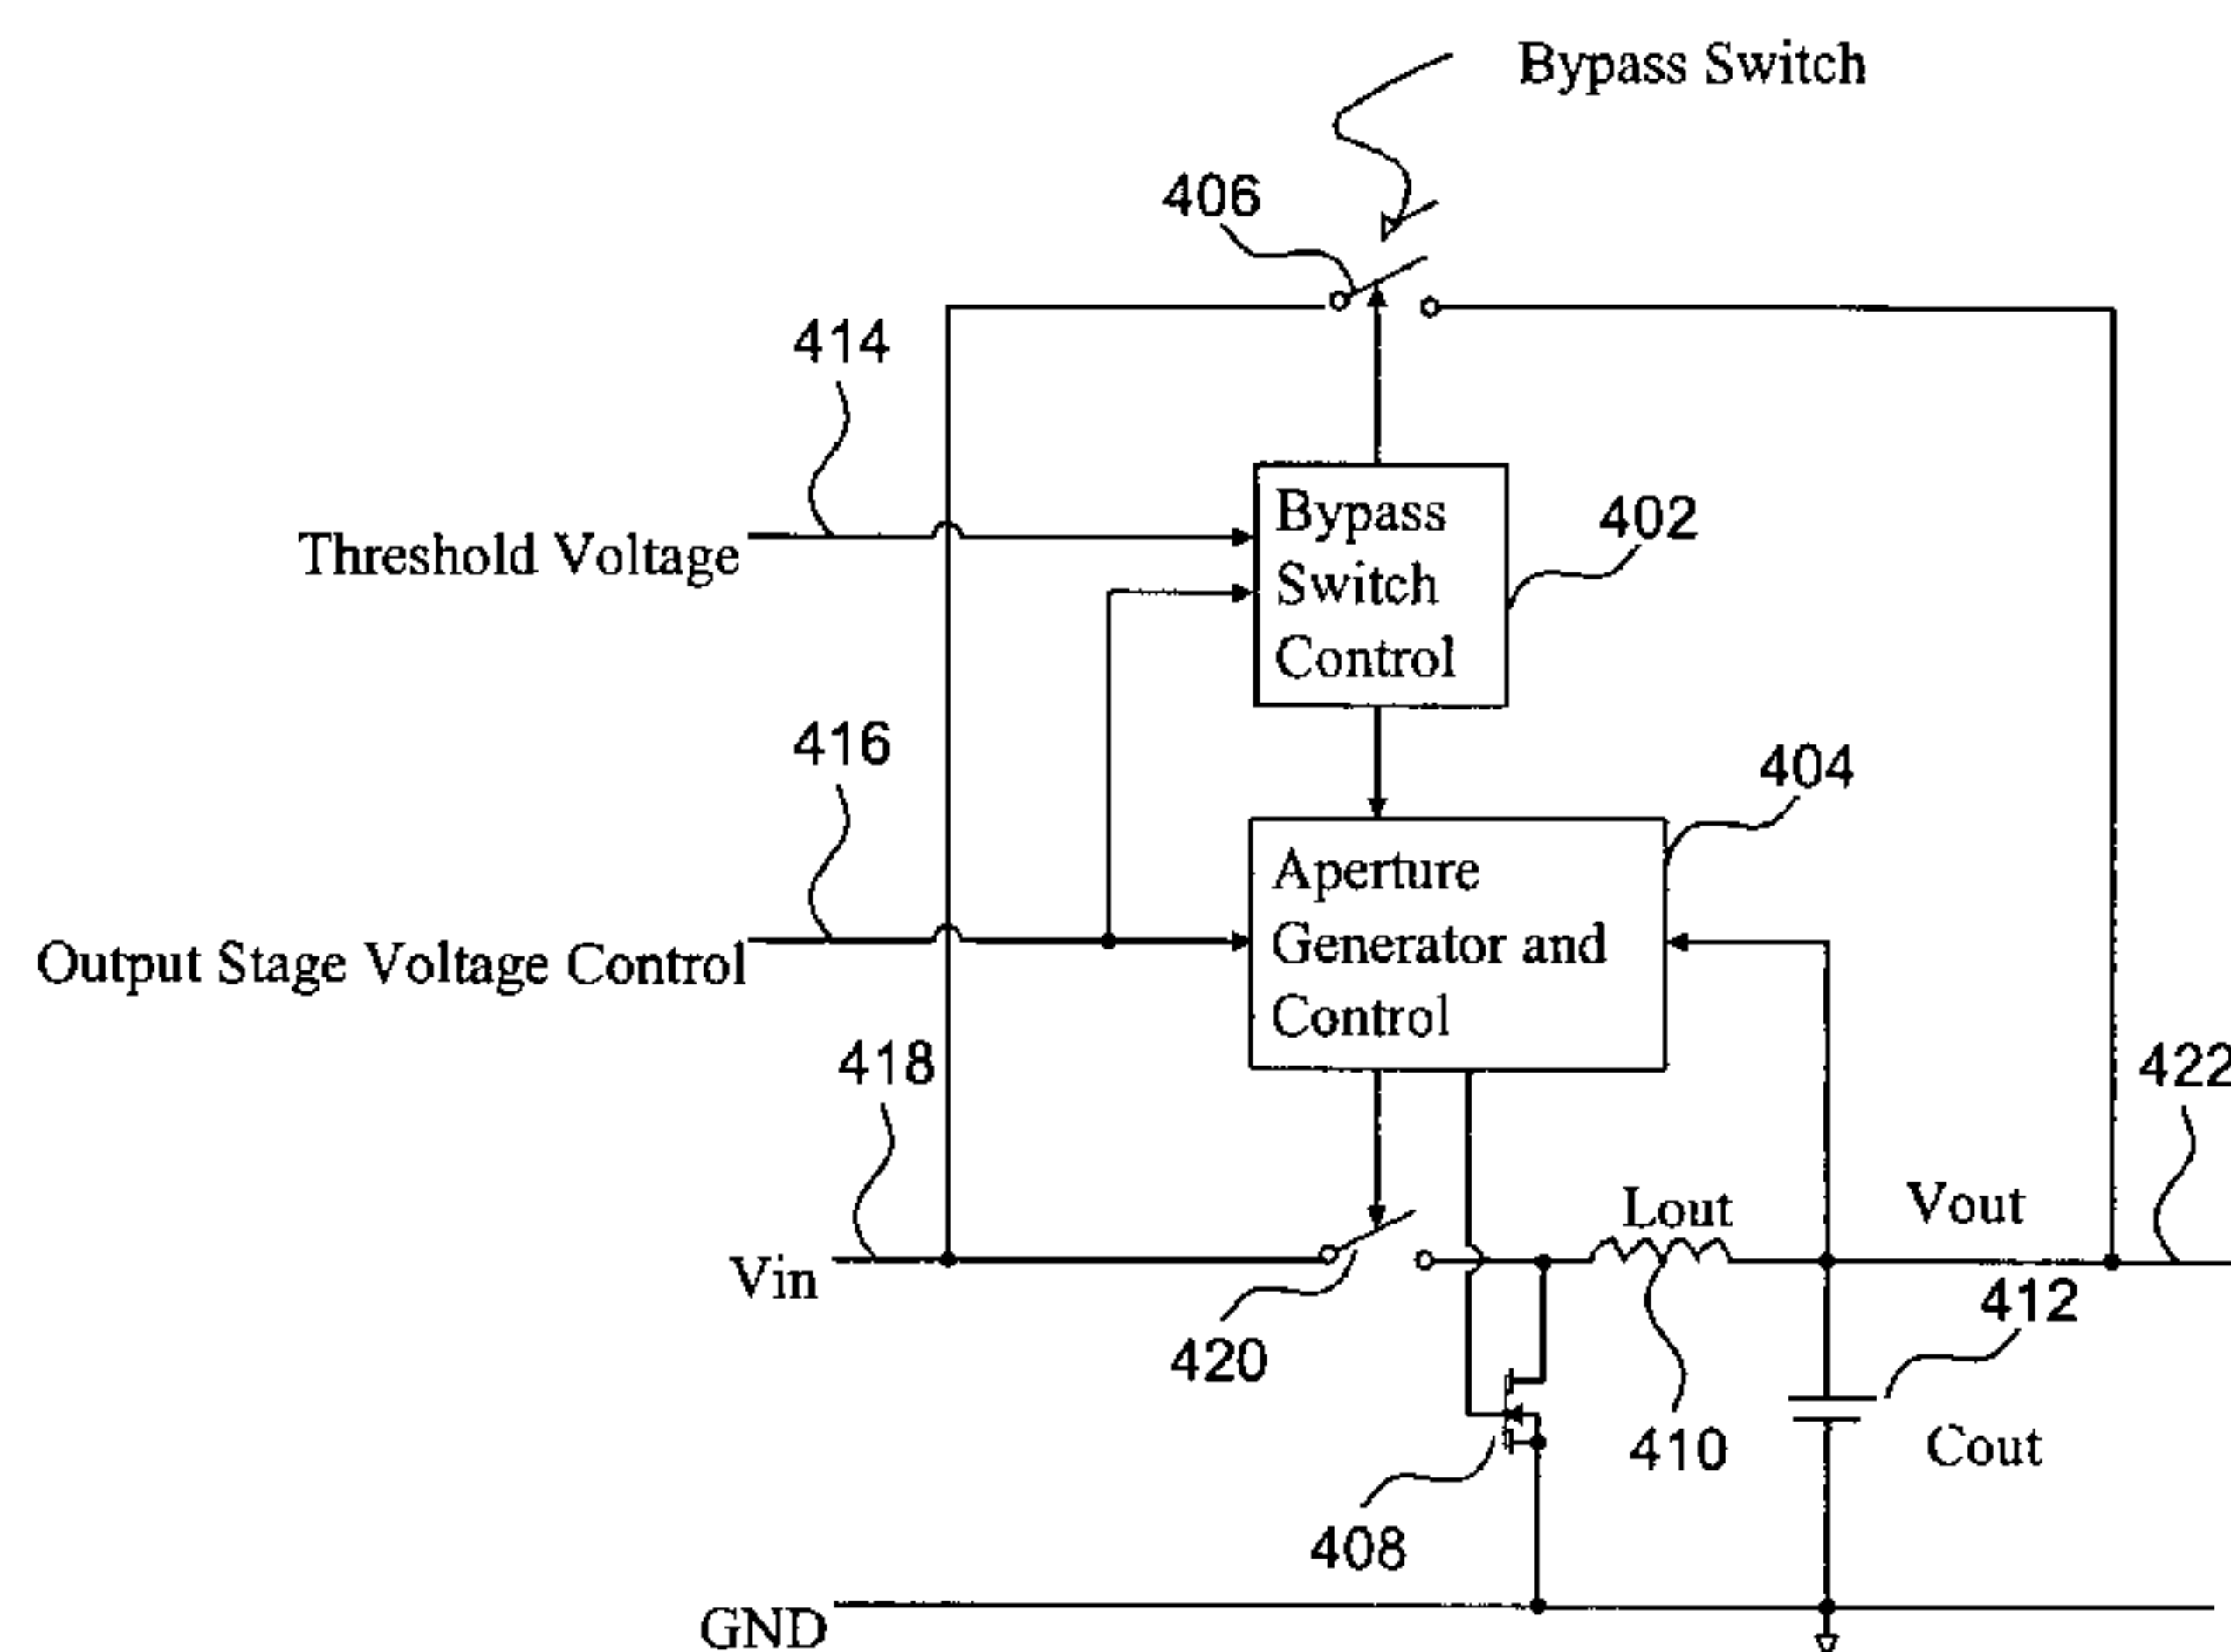 Bypass Switch
406
414
Threshold Voltage
Bypass
Switch
Control
402
416
404
Output Stage Voltage Control
Aperture
Generator and
Control
418
422
Vin
Lout
Vout
420
412
410
Cout
408
GND